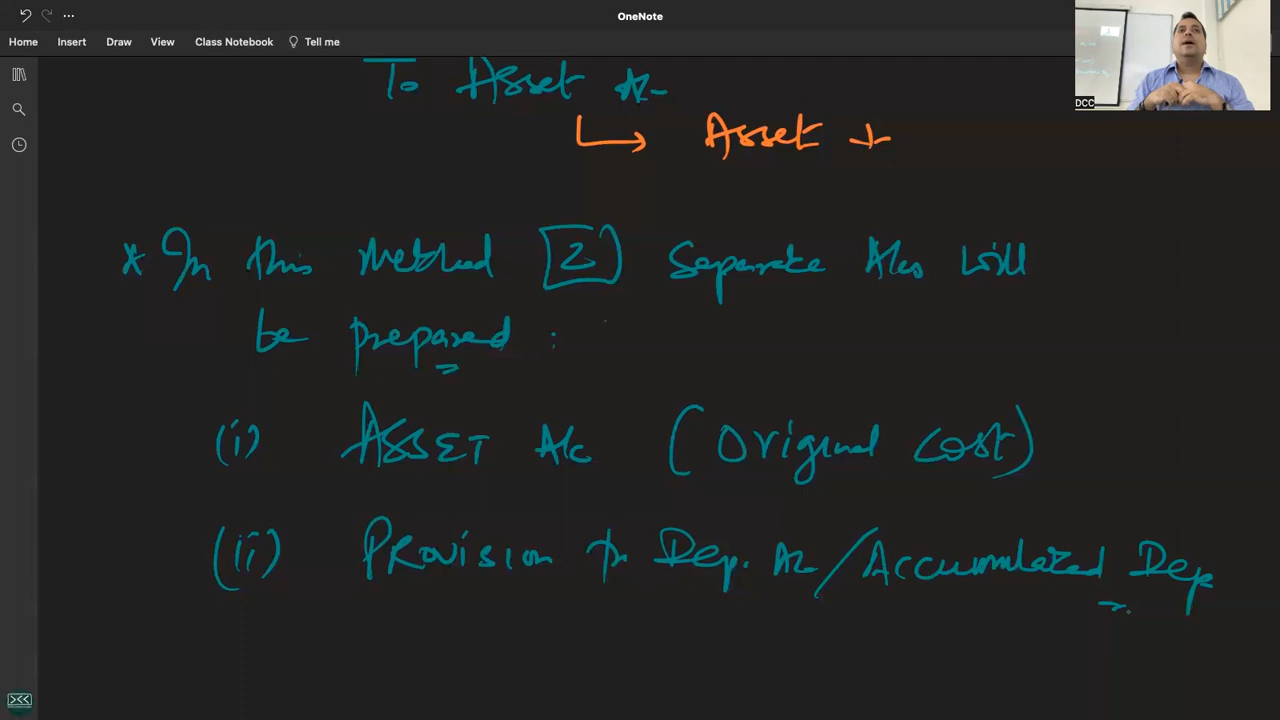 OneNote
Home Insert Draw View Class Notebook Tell me
DCC
To Asset A/c
Asset ↓
* In this Method [2] Separate A/cs will
be prepared :
(i) ASSET A/c (Original Cost)
(ii) Provision for Dep. A/c / Accumulated Dep